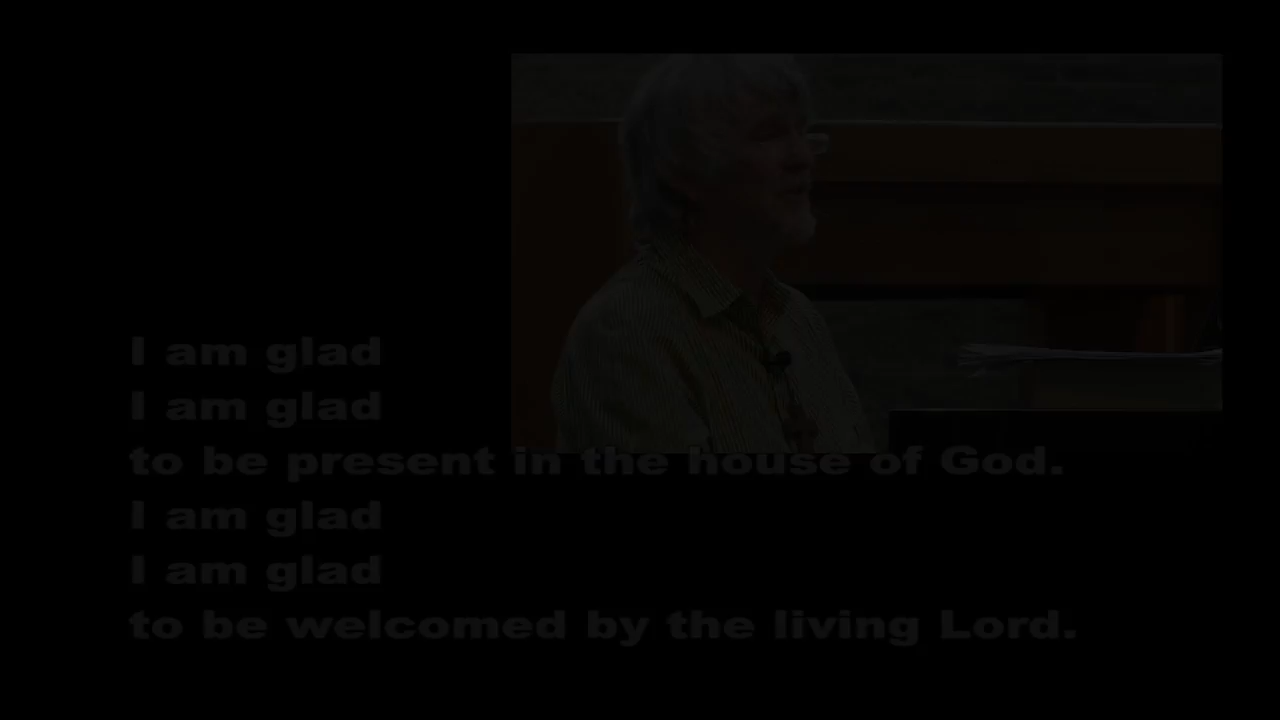 I am glad
I am glad
to be present in the house of God.
I am glad
I am glad
to be welcomed by the living Lord.